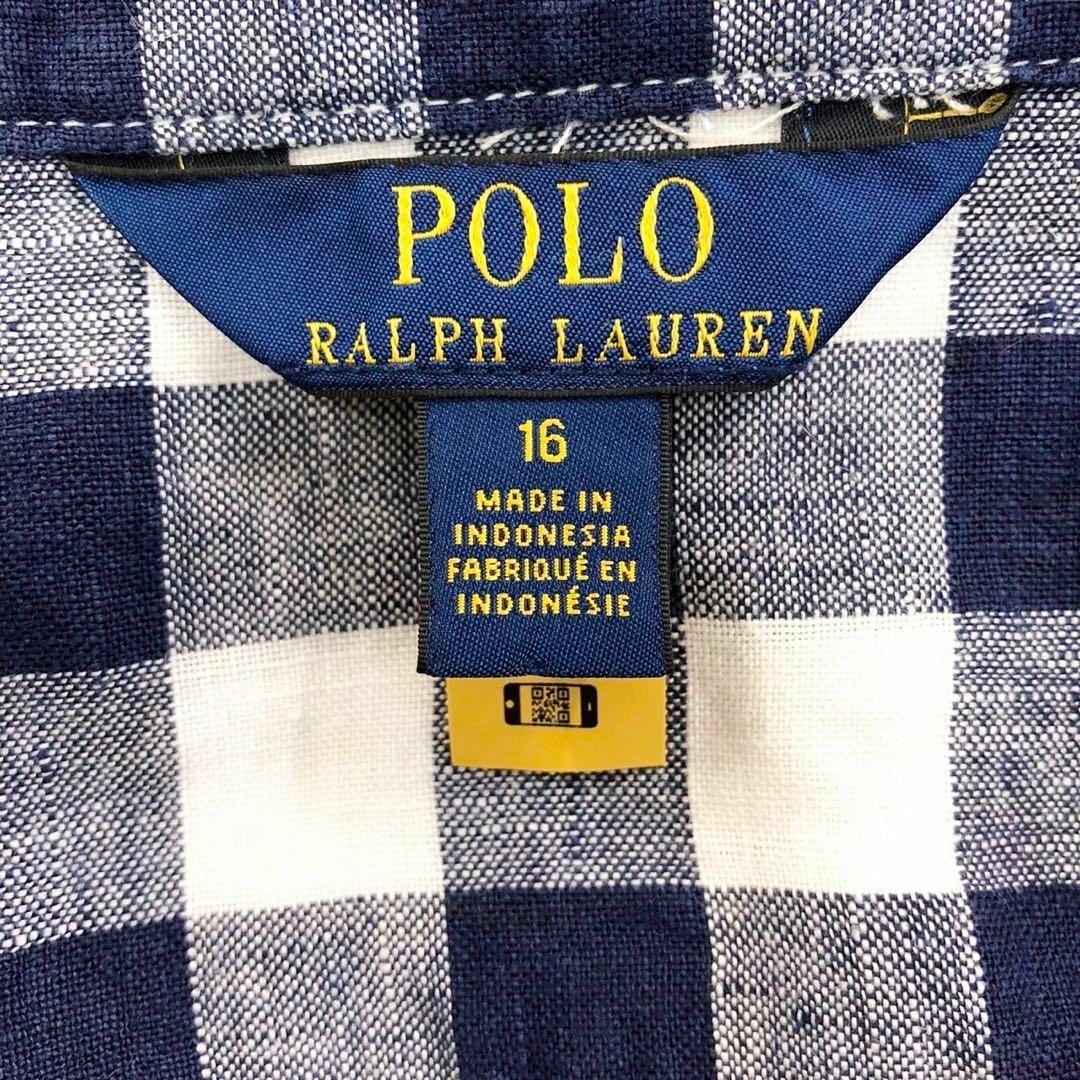 POLO
RALPH LAUREN
16
MADE IN
INDONESIA
FABRIQUÉ EN
INDONÉSIE